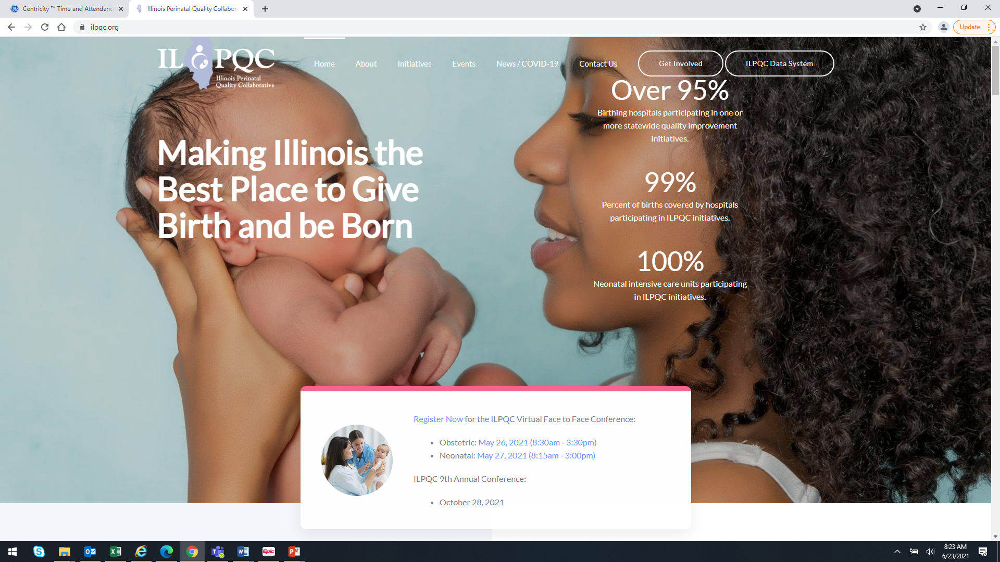 Centricity ™ Time and Attendanc
Illinois Perinatal Quality Collabora
ilpqc.org
Update
IL PQC
Illinois Perinatal
Quality Collaborative
Home
About
Initiatives
Events
News / COVID-19
Contact Us
Get Involved
ILPQC Data System
Making Illinois the
Best Place to Give
Birth and be Born
Over 95%
Birthing hospitals participating in one or
more statewide quality improvement
initiatives.
99%
Percent of births covered by hospitals
participating in ILPQC initiatives.
100%
Neonatal intensive care units participating
in ILPQC initiatives.
Register Now for the ILPQC Virtual Face to Face Conference:
• Obstetric: May 26, 2021 (8:30am - 3:30pm)
• Neonatal: May 27, 2021 (8:15am - 3:00pm)
ILPQC 9th Annual Conference:
• October 28, 2021
Epic
8:23 AM
6/23/2021